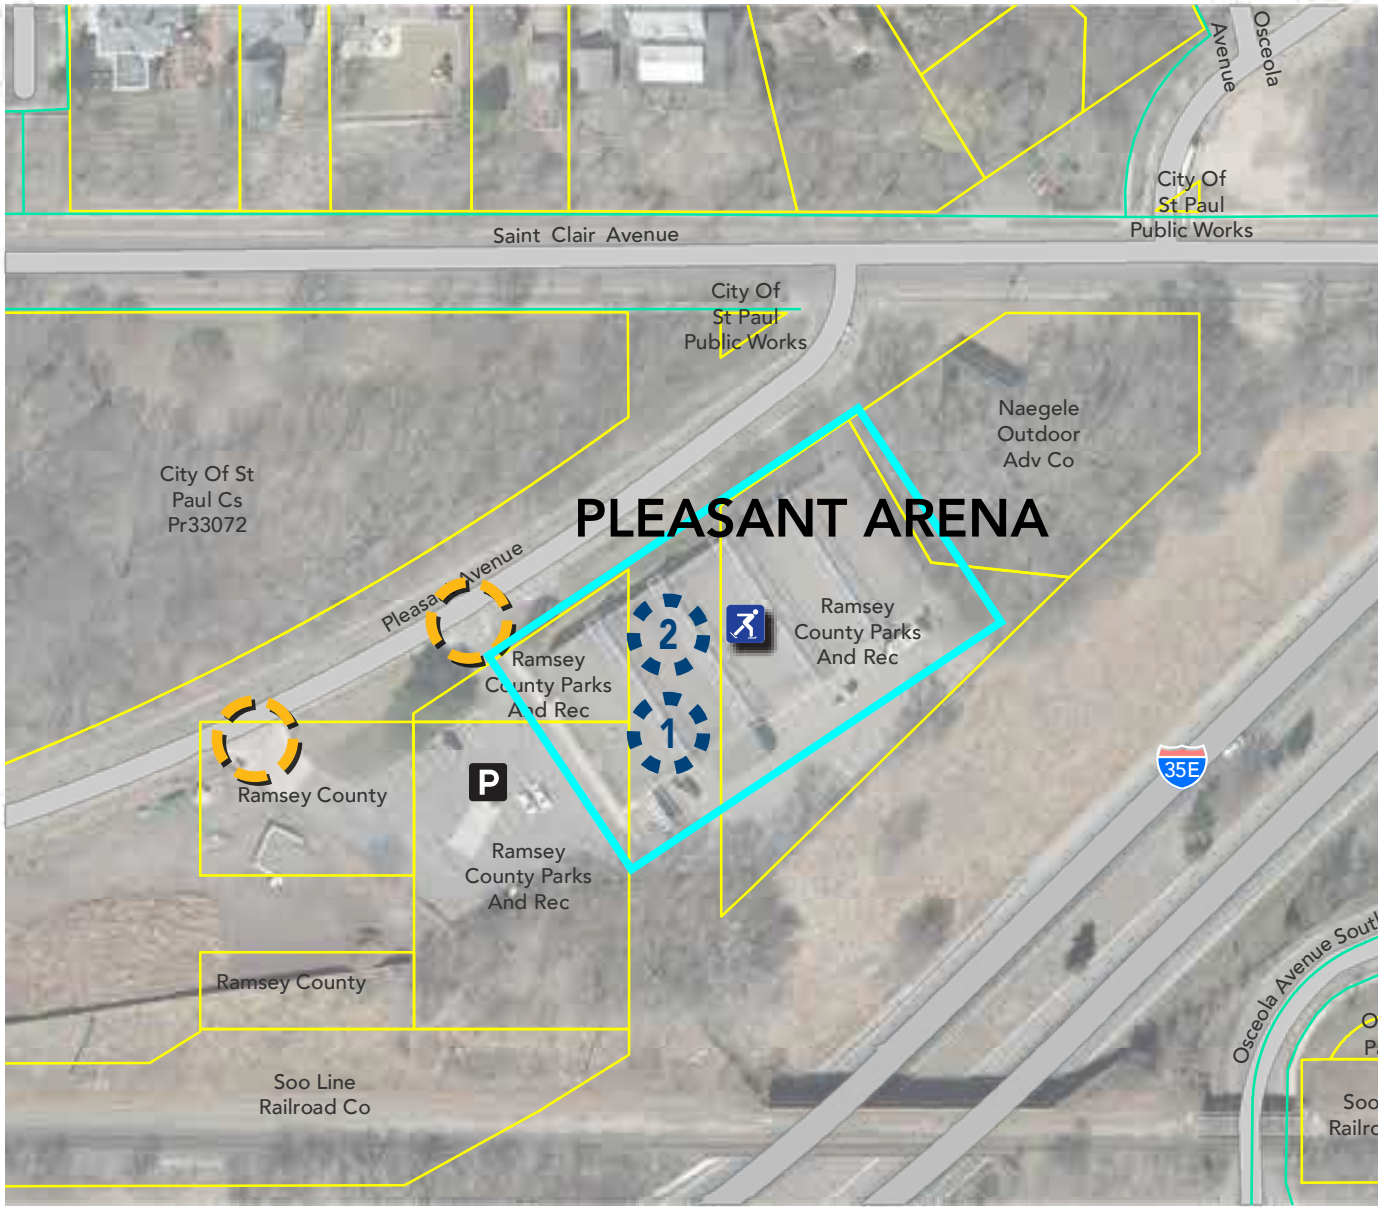 Osceola
Avenue
City Of
St Paul
Public Works
Saint Clair Avenue
City Of
St Paul
Public Works
Naegele
Outdoor
Adv Co
City Of St
Paul Cs
Pr33072
PLEASANT ARENA
Pleasant Avenue
2
Ramsey
County Parks
And Rec
Ramsey
County Parks
And Rec
1
35E
P
Ramsey County
Ramsey
County Parks
And Rec
Ramsey County
Osceola Avenue South
Soo Line
Railroad Co
Soo